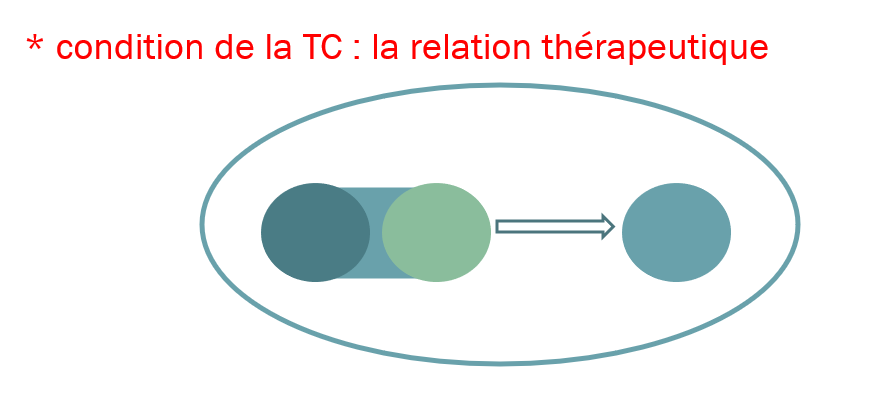 * condition de la TC : la relation thérapeutique